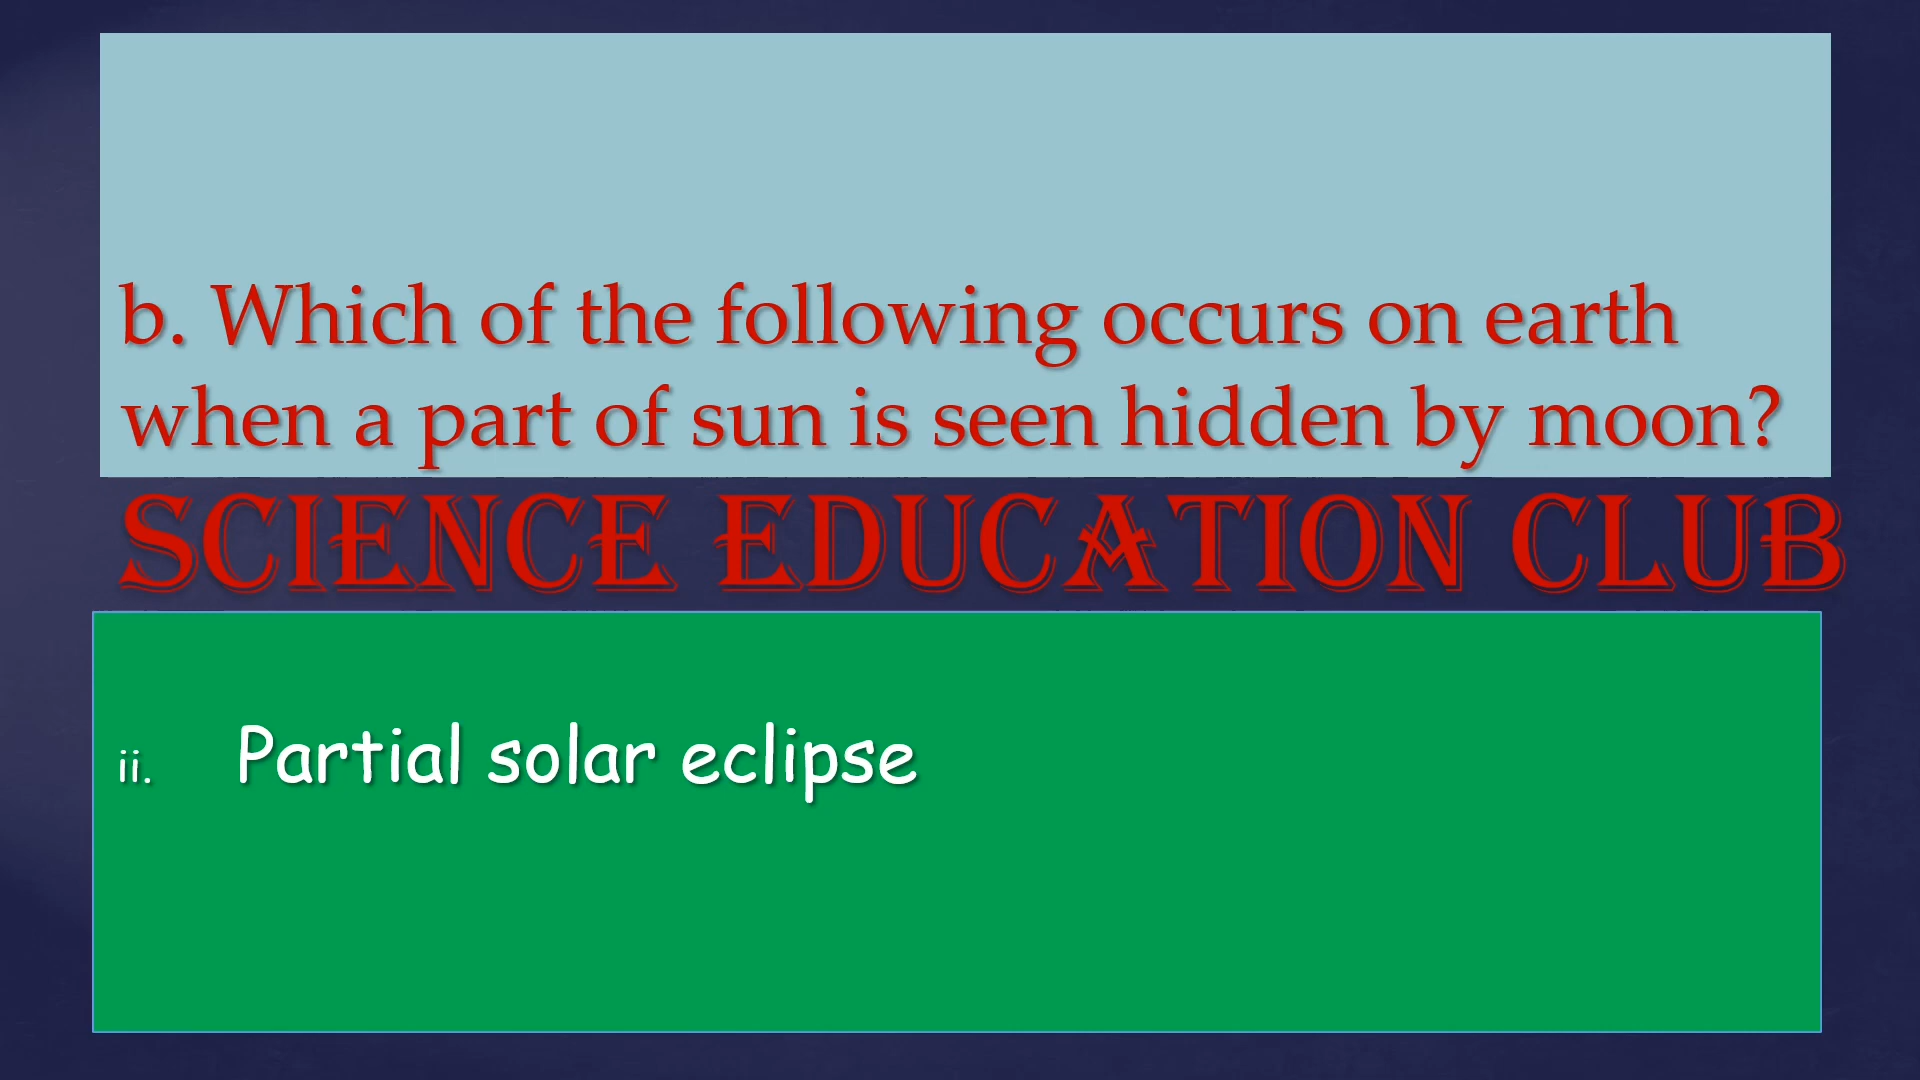 b. Which of the following occurs on earth
when a part of sun is seen hidden by moon?
SCIENCE EDUCATION CLUB
ii. Partial solar eclipse